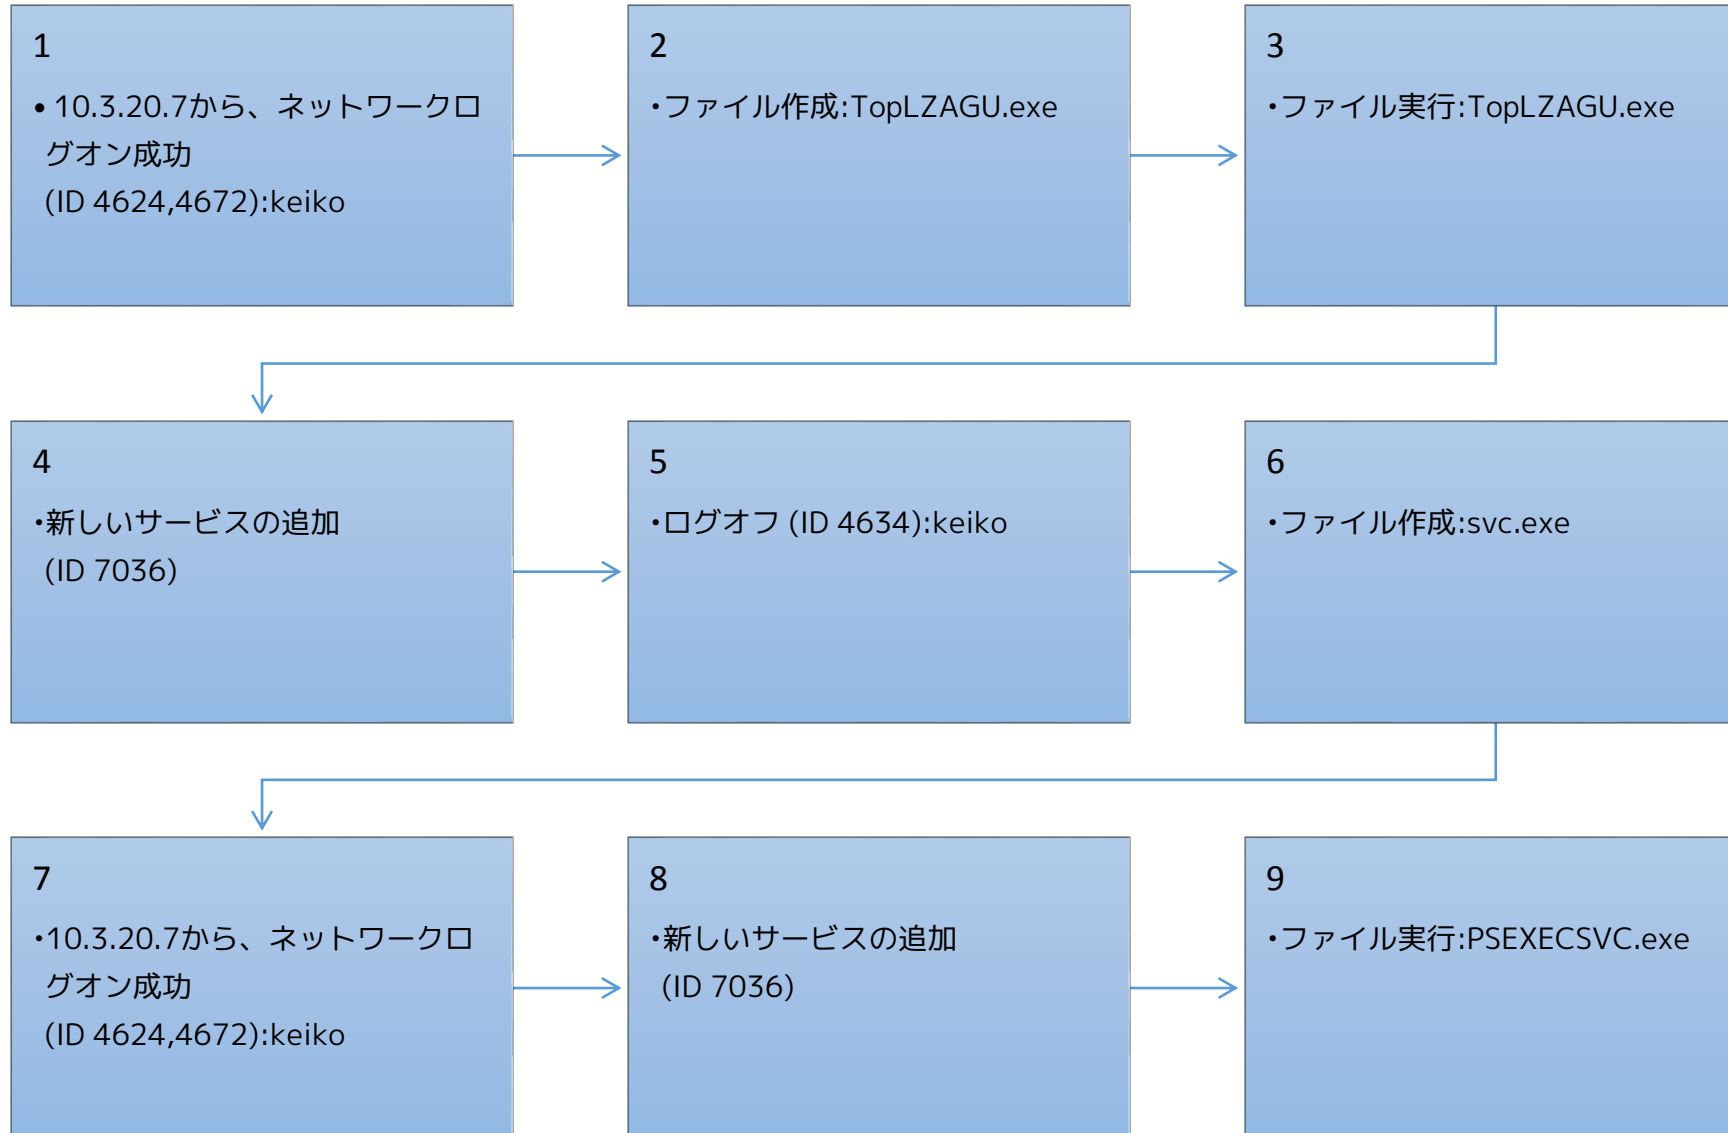 1
• 10.3.20.7から、ネットワークロ
グオン成功
(ID 4624,4672):keiko
2
・ファイル作成:TopLZAGU.exe
3
・ファイル実行:TopLZAGU.exe
4
・新しいサービスの追加
(ID 7036)
5
・ログオフ (ID 4634):keiko
6
・ファイル作成:svc.exe
7
・10.3.20.7から、ネットワークロ
グオン成功
(ID 4624,4672):keiko
8
・新しいサービスの追加
(ID 7036)
9
・ファイル実行:PSEXECSVC.exe